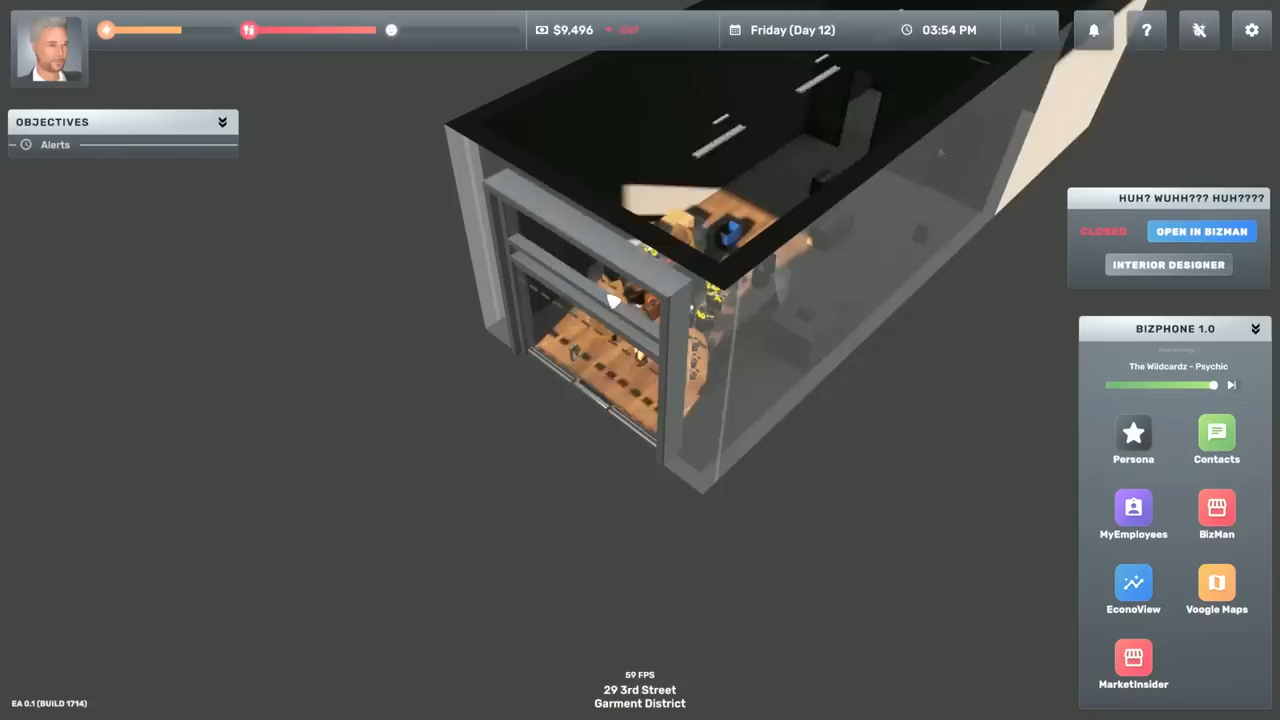 $9,496
Friday (Day 12)
03:54 PM
?
OBJECTIVES
Alerts
HUH? WUHH??? HUH????
CLOSED
OPEN IN BIZMAN
INTERIOR DESIGNER
BIZPHONE 1.0
The Wildcardz - Psychic
Persona
Contacts
MyEmployees
BizMan
EconoView
Voogle Maps
MarketInsider
59 FPS
29 3rd Street
Garment District
EA 0.1 (BUILD 1714)